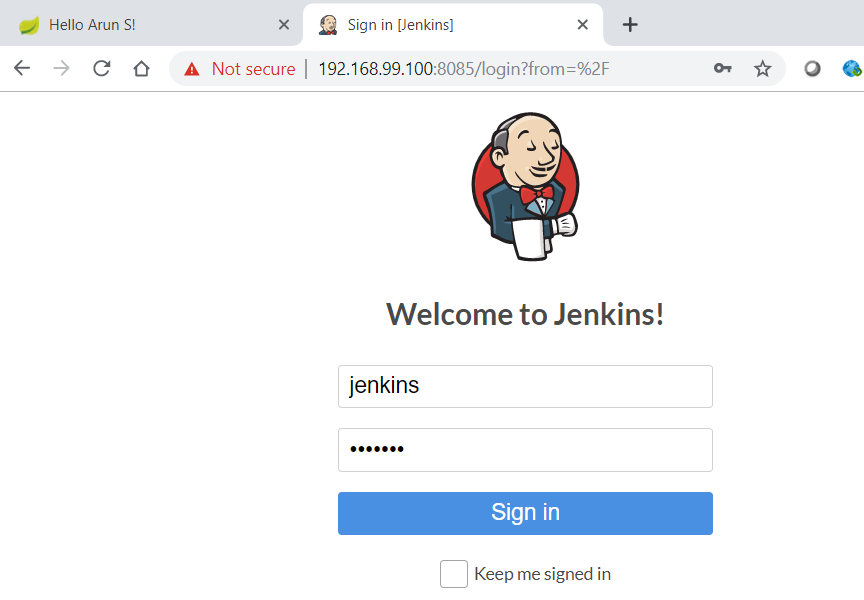 Hello Arun S!
Sign in [Jenkins]
Not secure | 192.168.99.100:8085/login?from=%2F
Welcome to Jenkins!
jenkins
•••••••
Sign in
Keep me signed in